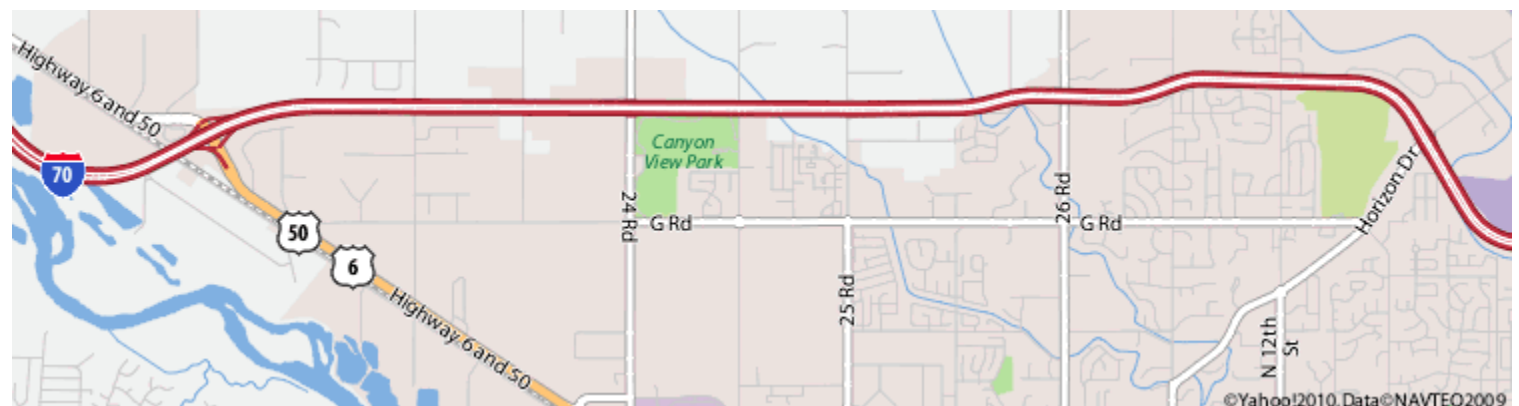 Highway 6 and 50
70
Canyon
View Park
24 Rd
G Rd
26 Rd
G Rd
Horizon Dr
50
6
Highway 6 and 50
25 Rd
N 12th
St
©Yahoo!2010, Data©NAVTEQ2009